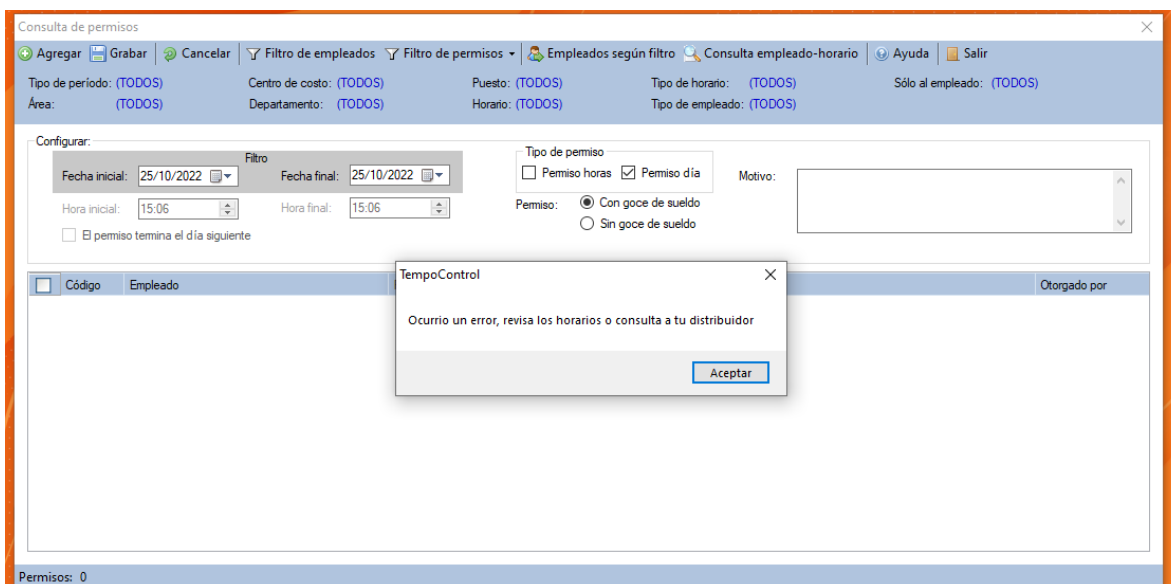 Consulta de permisos
Agregar Grabar Cancelar Filtro de empleados Filtro de permisos Empleados según filtro Consulta empleado-horario Ayuda Salir
Tipo de período: (TODOS) Centro de costo: (TODOS) Puesto: (TODOS) Tipo de horario: (TODOS) Sólo al empleado: (TODOS)
Área: (TODOS) Departamento: (TODOS) Horario: (TODOS) Tipo de empleado: (TODOS)
Configurar:
Filtro
Fecha inicial: 25/10/2022 Fecha final: 25/10/2022
Hora inicial: 15:06 Hora final: 15:06
El permiso termina el día siguiente
Tipo de permiso
Permiso horas Permiso día
Permiso: Con goce de sueldo
Sin goce de sueldo
Motivo:
Código Empleado Otorgado por
TempoControl
Ocurrio un error, revisa los horarios o consulta a tu distribuidor
Aceptar
Permisos: 0